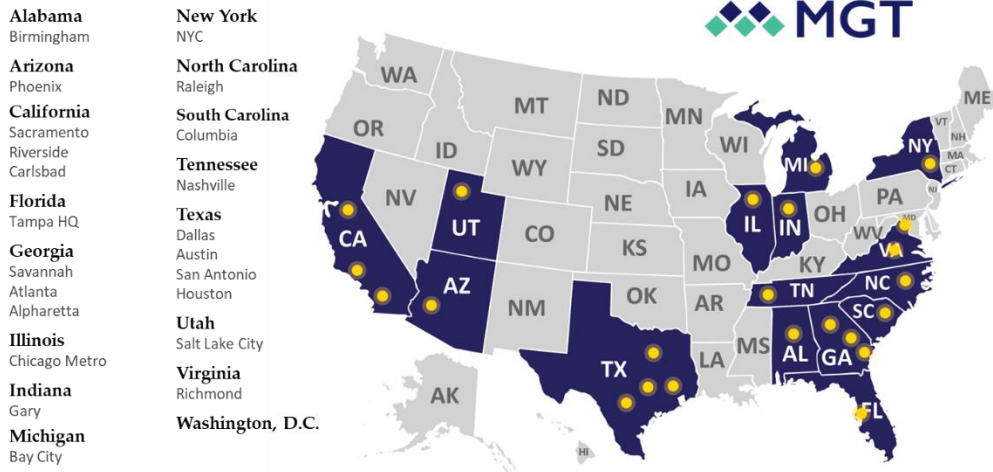 Alabama
Birmingham
Arizona
Phoenix
California
Sacramento
Riverside
Carlsbad
Florida
Tampa HQ
Georgia
Savannah
Atlanta
Alpharetta
Illinois
Chicago Metro
Indiana
Gary
Michigan
Bay City
New York
NYC
North Carolina
Raleigh
South Carolina
Columbia
Tennessee
Nashville
Texas
Dallas
Austin
San Antonio
Houston
Utah
Salt Lake City
Virginia
Richmond
Washington, D.C.
MGT
WA
MT
ND
MN
ME
OR
ID
WY
SD
WI
MI
NY
VT
NH
MA
CT
NV
UT
CO
NE
IA
IL
IN
OH
PA
NJ
CA
AZ
NM
KS
MO
KY
WV
MD
VA
OK
AR
TN
NC
SC
TX
LA
MS
AL
GA
FL
AK
HI